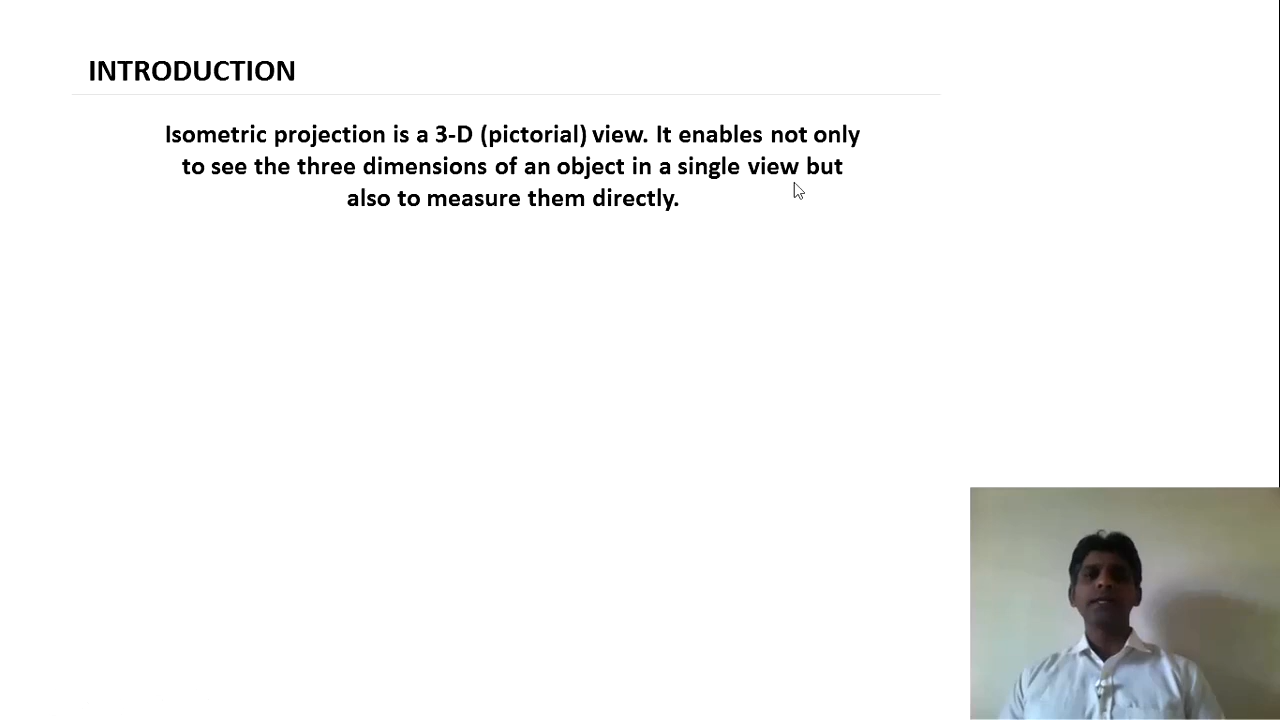 INTRODUCTION
Isometric projection is a 3-D (pictorial) view. It enables not only
to see the three dimensions of an object in a single view but
also to measure them directly.